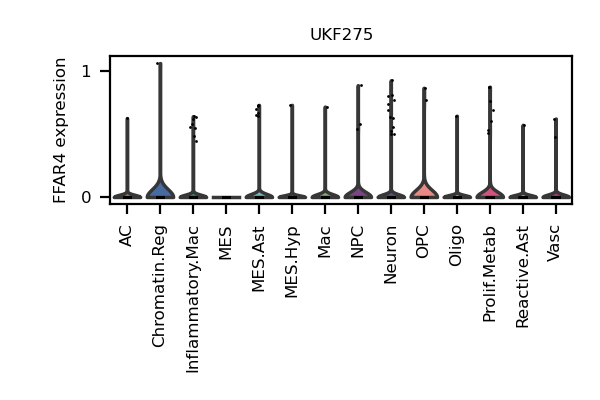 UKF275
FFAR4 expression
1
0
AC
Chromatin.Reg
Inflammatory.Mac
MES
MES.Ast
MES.Hyp
Mac
NPC
Neuron
OPC
Oligo
Prolif.Metab
Reactive.Ast
Vasc